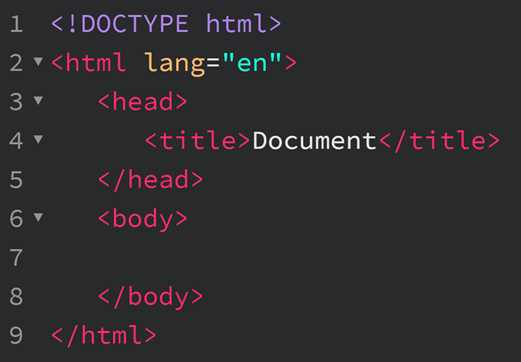 1 <!DOCTYPE html>
2 <html lang="en">
3 <head>
4 <title>Document</title>
5 </head>
6 <body>
7
8 </body>
9 </html>